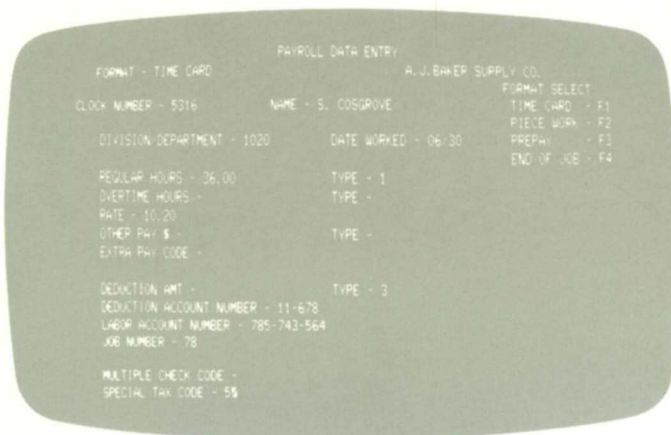 PAYROLL DATA ENTRY
FORMAT - TIME CARD A.J.BAKER SUPPLY CO.
FORMAT SELECT
CLOCK NUMBER - 5316 NAME - S. COSGROVE TIME CARD - F1
PIECE WORK - F2
DIVISION/DEPARTMENT - 1020 DATE WORKED - 06/30 PREPAY - F3
END OF JOB - F4
REGULAR HOURS - 36.00 TYPE - 1
OVERTIME HOURS - TYPE -
RATE - 10.20
OTHER PAY $ - TYPE -
EXTRA PAY CODE -
DEDUCTION AMT - TYPE - 3
DEDUCTION ACCOUNT NUMBER - 11-678
LABOR ACCOUNT NUMBER - 785-743-564
JOB NUMBER - 78
MULTIPLE CHECK CODE -
SPECIAL TAX CODE -